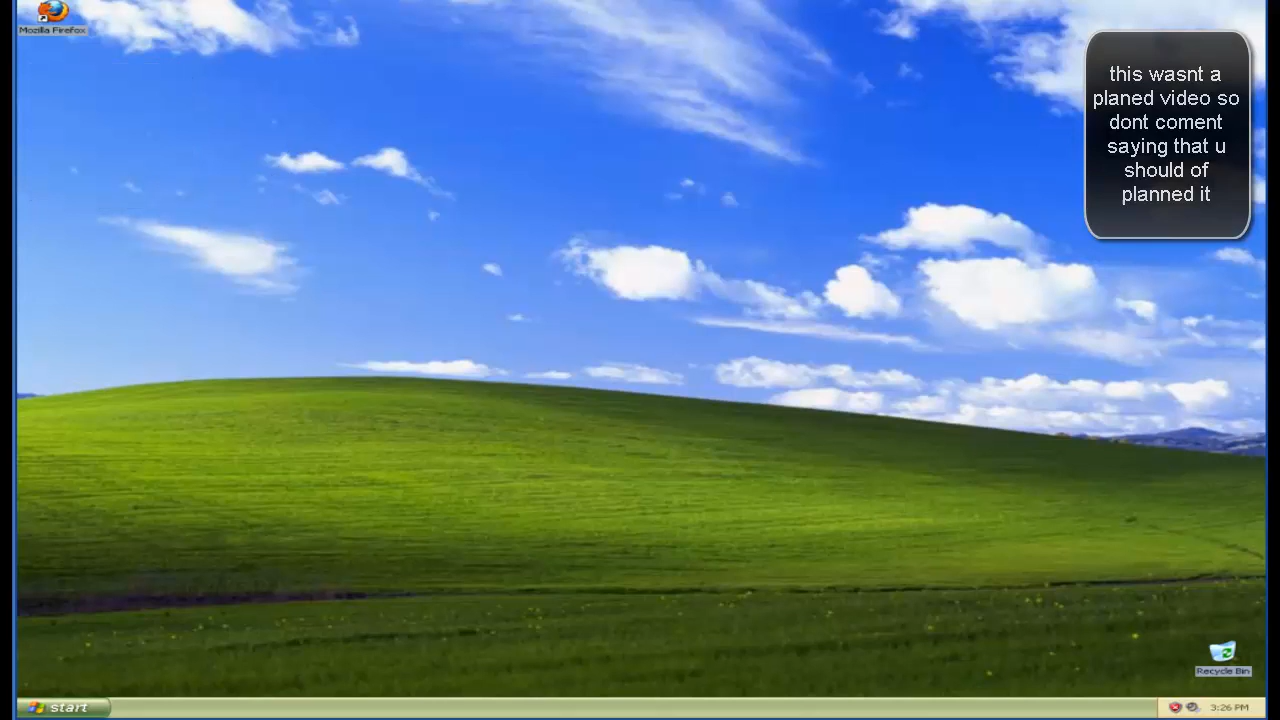 Mozilla Firefox
this wasnt a
planed video so
dont coment
saying that u
should of
planned it
Recycle Bin
start
3:26 PM